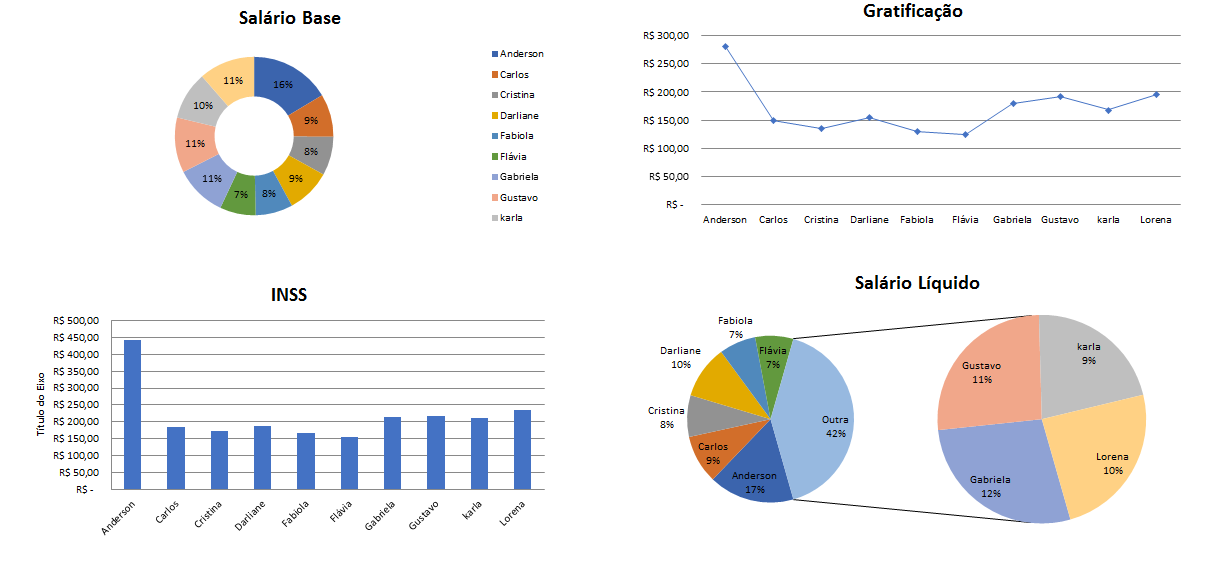 Salário Base
11%
16%
10%
9%
11%
8%
11%
9%
7%
8%
Anderson
Carlos
Cristina
Darliane
Fabiola
Flávia
Gabriela
Gustavo
karla
Gratificação
R$ 300,00
R$ 250,00
R$ 200,00
R$ 150,00
R$ 100,00
R$ 50,00
R$ -
Anderson Carlos Cristina Darliane Fabiola Flávia Gabriela Gustavo karla Lorena
INSS
Título do Eixo
R$ 500,00
R$ 450,00
R$ 400,00
R$ 350,00
R$ 300,00
R$ 250,00
R$ 200,00
R$ 150,00
R$ 100,00
R$ 50,00
R$ -
Anderson Carlos Cristina Darliane Fabiola Flávia Gabriela Gustavo karla Lorena
Salário Líquido
Fabiola
7%
Flávia
7%
Darliane
10%
Cristina
8%
Carlos
9%
Anderson
17%
Outra
42%
karla
9%
Gustavo
11%
Lorena
10%
Gabriela
12%